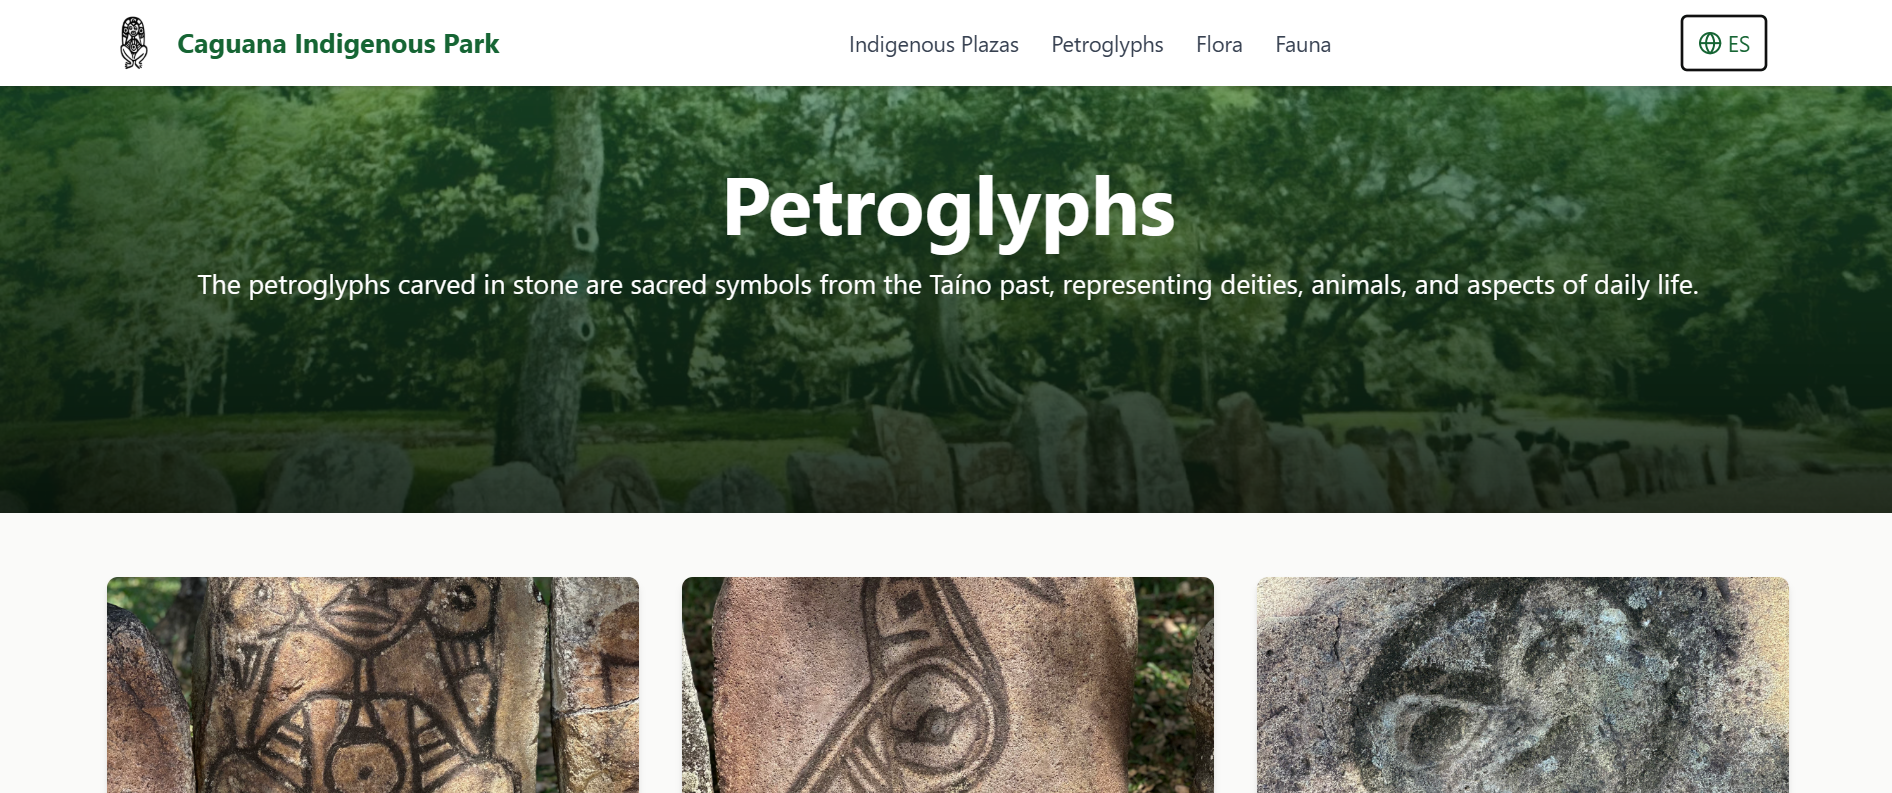 Caguana Indigenous Park
Indigenous Plazas
Petroglyphs
Flora
Fauna
ES
Petroglyphs
The petroglyphs carved in stone are sacred symbols from the Taíno past, representing deities, animals, and aspects of daily life.